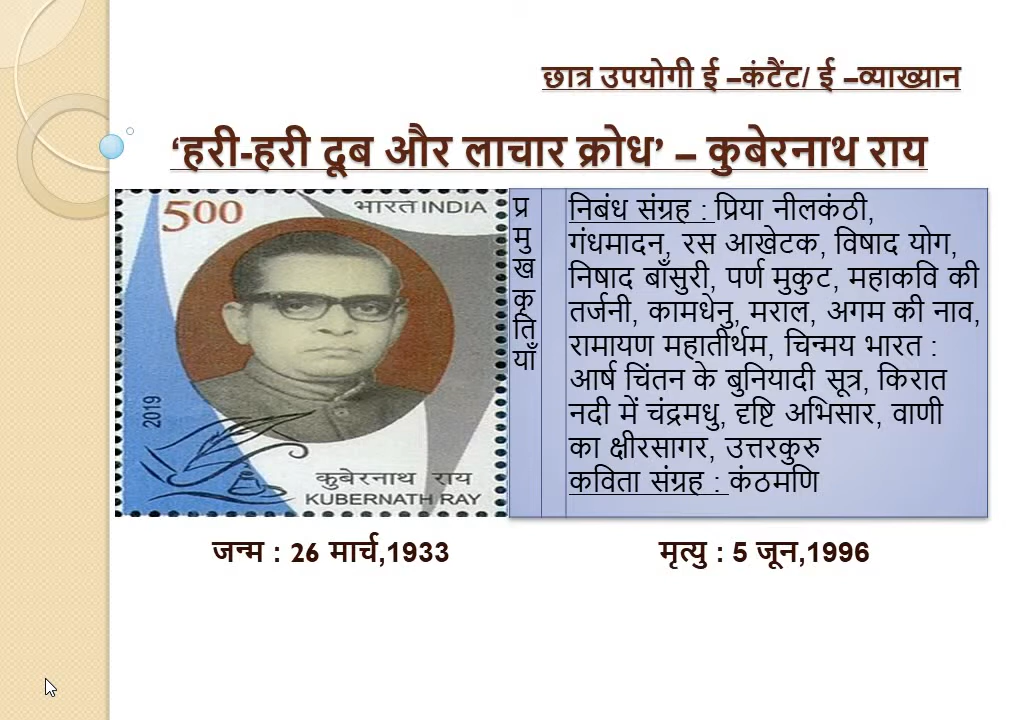 छात्र उपयोगी ई –कंटैंट/ ई –व्याख्यान
‘हरी-हरी दूब और लाचार क्रोध’ – कुबेरनाथ राय
500
भारत INDIA
2019
कुबेरनाथ राय
KUBERNATH RAY
प्रमुख कृतियाँ
निबंध संग्रह : प्रिया नीलकंठी,
गंधमादन, रस आखेटक, विषाद योग,
निषाद बाँसुरी, पर्ण मुकुट, महाकवि की
तर्जनी, कामधेनु, मराल, अगम की नाव,
रामायण महातीर्थम, चिन्मय भारत :
आर्ष चिंतन के बुनियादी सूत्र, किरात
नदी में चंद्रमधु, दृष्टि अभिसार, वाणी
का क्षीरसागर, उत्तरकुरु
कविता संग्रह : कंठमणि
जन्म : 26 मार्च,1933
मृत्यु : 5 जून,1996